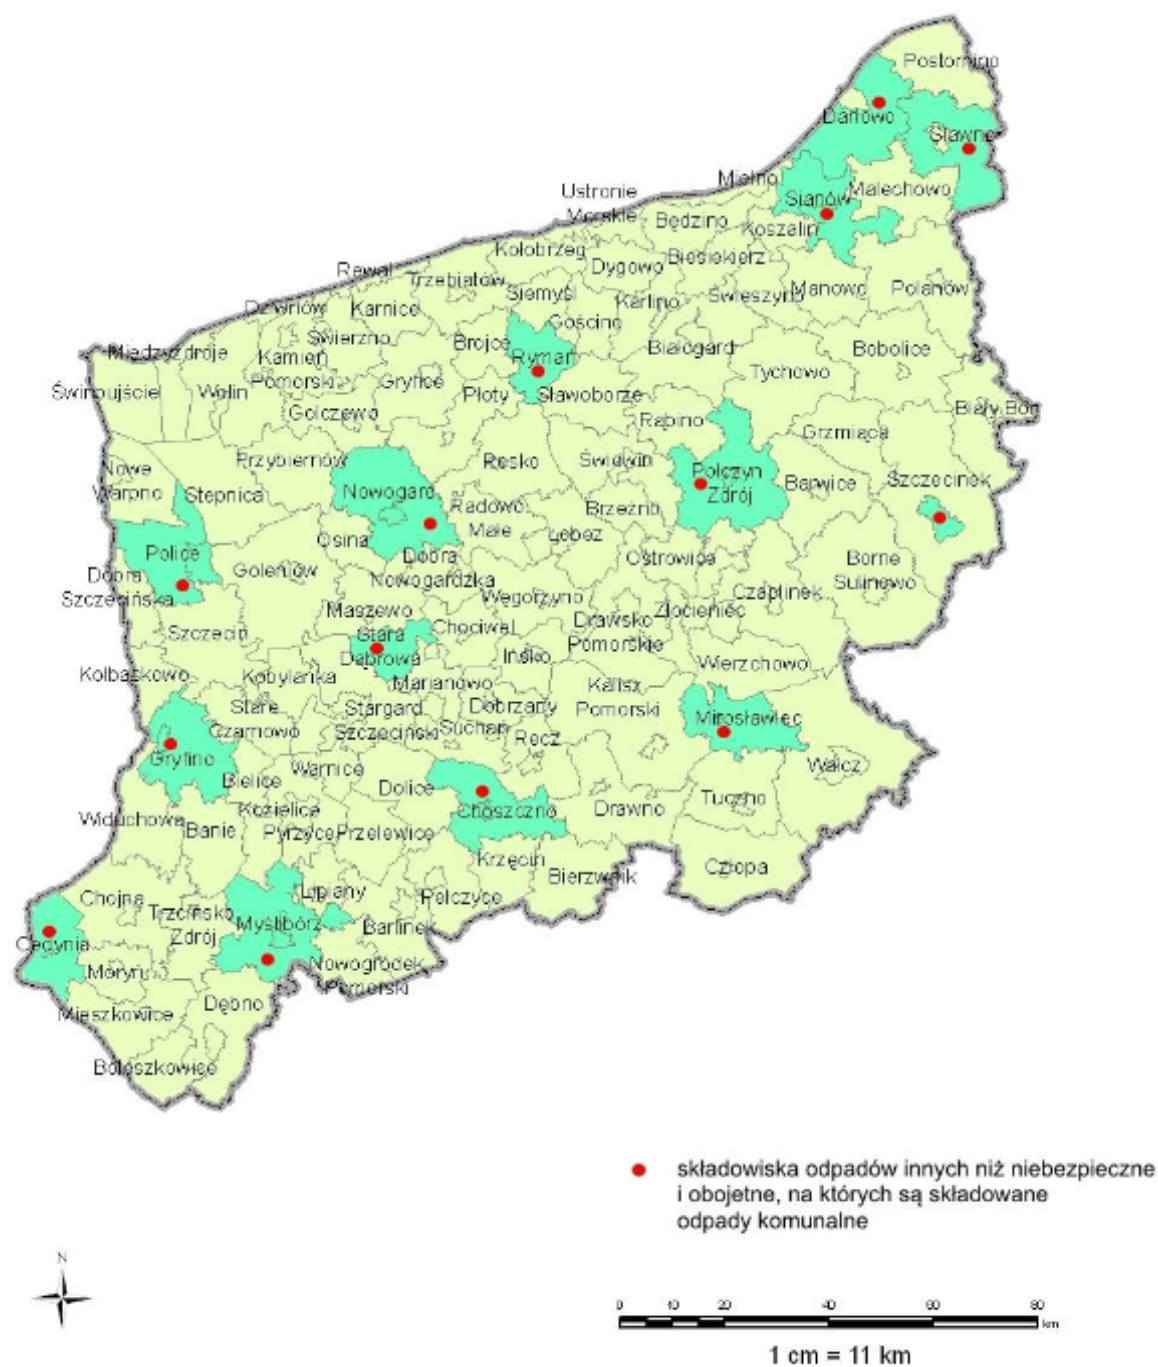 Postomino
Darłowo
Sławno
Mielno
Ustronie
Morskie
Sianów
Malechowo
Będzino
Koszalin
Kołobrzeg
Dygowo
Biesiekierz
Rewal
Trzebiatów
Siemyśl
Karlino
Świeszyno
Manowo
Polanów
Dziwnów
Karnice
Gościno
Świerzno
Brojce
Rymań
Białogard
Bobolice
Międzyzdroje
Kamień
Pomorski
Gryfice
Tychowo
Świnoujście
Wolin
Płoty
Sławoborze
Golczewo
Rąbino
Biały Bór
Grzmiąca
Przybiernów
Resko
Świdwin
Nowe
Warpno
Stepnica
Nowogard
Połczyn
Zdrój
Barwice
Szczecinek
Radowo
Małe
Brzeżno
Łobez
Osina
Police
Dobra
Nowogardzka
Ostrowice
Borne
Sulinowo
Goleniów
Dobra
Szczecińska
Węgorzyno
Złocieniec
Czaplinek
Maszewo
Drawsko
Pomorskie
Szczecin
Stara
Dąbrowa
Chociwel
Ińsko
Wierzchowo
Kołbaskowo
Kobylanka
Marianowo
Kalisz
Pomorski
Stare
Czarnowo
Stargard
Szczeciński
Dobrzany
Suchań
Mirosławiec
Recz
Gryfino
Bielice
Warnice
Wałcz
Dolice
Choszczno
Tuczno
Kozielice
Drawno
Widuchowa
Banie
Pyrzyce
Przelewice
Krzęcin
Bierzwnik
Człopa
Chojna
Lipiany
Pełczyce
Trzcińsko
Zdrój
Myślibórz
Barlinek
Cedynia
Moryń
Nowogródek
Pomorski
Mieszkowice
Dębno
Boleszkowice
składowiska odpadów innych niż niebezpieczne
i obojetne, na których są składowane
odpady komunalne
N
0 10 20 40 60 80
km
1 cm = 11 km